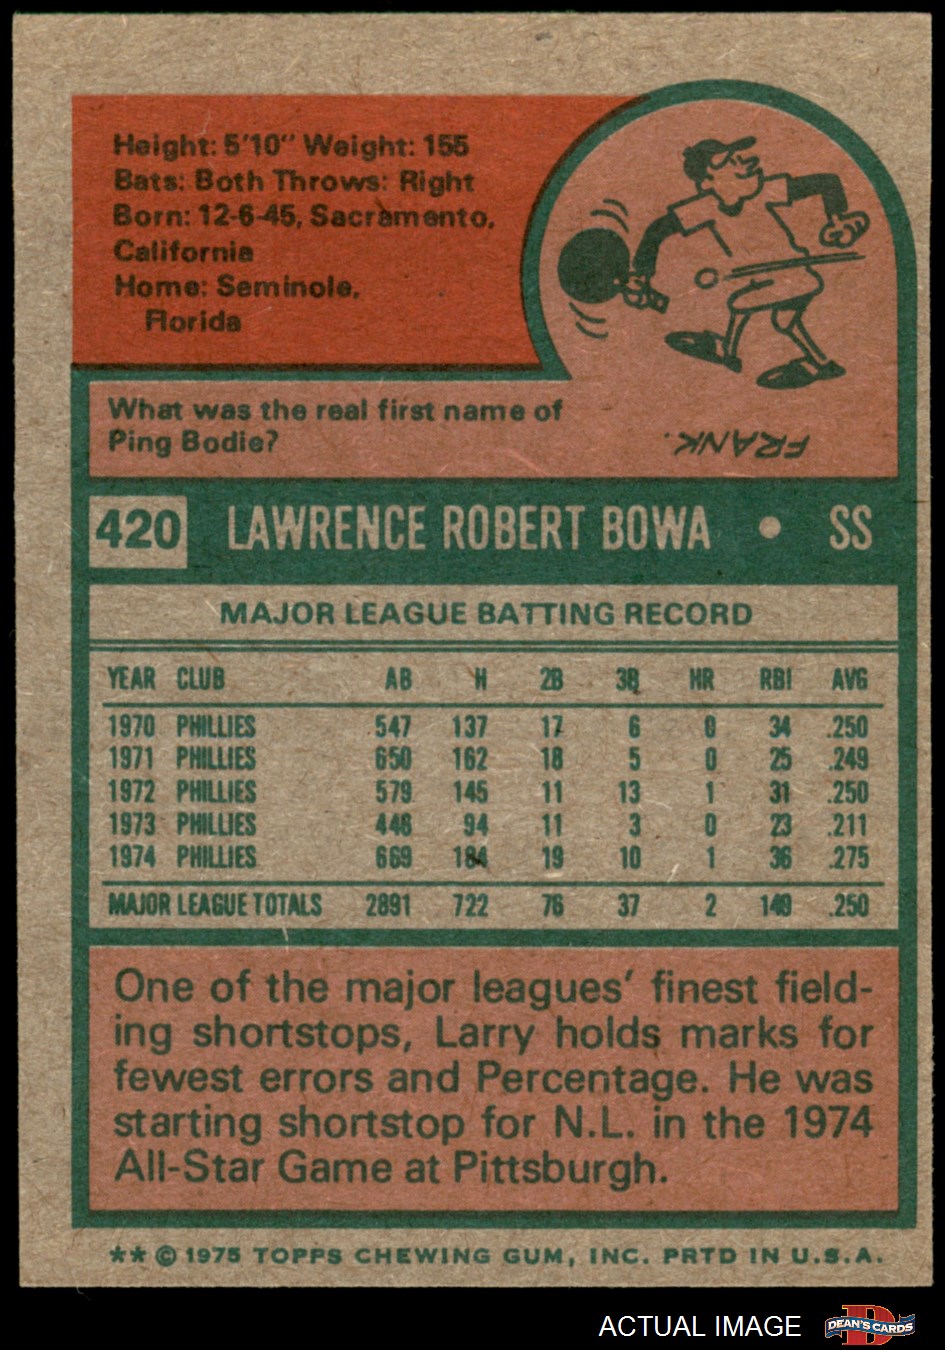 Height: 5'10" Weight: 155
Bats: Both Throws: Right
Born: 12-6-45, Sacramento,
California
Home: Seminole,
Florida
What was the real first name of
Ping Bodie?
FRANK.
420 LAWRENCE ROBERT BOWA • SS
MAJOR LEAGUE BATTING RECORD
YEAR CLUB AB H 2B 3B HR RBI AVG
1970 PHILLIES 547 137 17 6 0 34 .250
1971 PHILLIES 650 162 18 5 0 25 .249
1972 PHILLIES 579 145 11 13 1 31 .250
1973 PHILLIES 446 94 11 3 0 23 .211
1974 PHILLIES 669 184 19 10 1 36 .275
MAJOR LEAGUE TOTALS 2891 722 76 37 2 149 .250
One of the major leagues' finest field-
ing shortstops, Larry holds marks for
fewest errors and Percentage. He was
starting shortstop for N.L. in the 1974
All-Star Game at Pittsburgh.
** © 1975 TOPPS CHEWING GUM, INC. PRTD IN U.S.A.
ACTUAL IMAGE DEAN'S CARDS